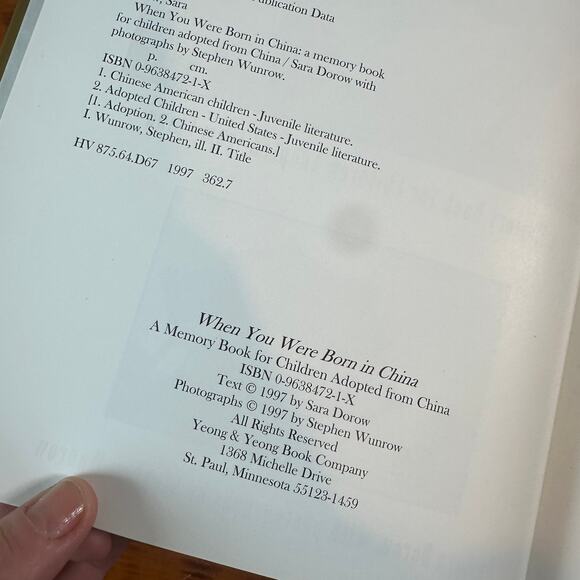 Publication Data
Sara
When You Were Born in China: a memory book
for children adopted from China / Sara Dorow with
photographs by Stephen Wunrow.
p. cm.
ISBN 0-9638472-1-X
1. Chinese American children - Juvenile literature.
2. Adopted Children - United States - Juvenile literature.
[1. Adoption. 2. Chinese Americans.]
I. Wunrow, Stephen, ill. II. Title
HV 875.64.D67 1997 362.7
When You Were Born in China
A Memory Book for Children Adopted from China
ISBN 0-9638472-1-X
Text © 1997 by Sara Dorow
Photographs © 1997 by Stephen Wunrow
All Rights Reserved
Yeong & Yeong Book Company
1368 Michelle Drive
St. Paul, Minnesota 55123-1459